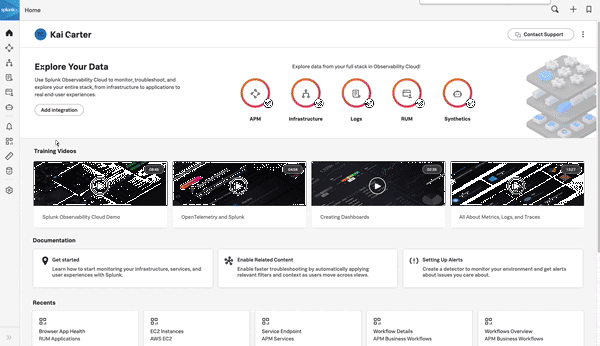 splunk>
Home
KC Kai Carter
Contact Support
Explore Your Data
Use Splunk Observability Cloud to monitor, troubleshoot, and
explore your entire stack, from infrastructure to applications to
real end-user experiences.
Add Integration
Explore data from your full stack in Observability Cloud!
APM
Infrastructure
Logs
RUM
Synthetics
Training Videos
Splunk Observability Cloud Demo
OpenTelemetry and Splunk
Creating Dashboards
All About Metrics, Logs, and Traces
Documentation
Get started
Learn how to start monitoring your infrastructure, services, and
user experiences with Splunk.
Enable Related Content
Enable faster troubleshooting by automatically applying
relevant filters and context as users move across views.
Setting Up Alerts
Create a detector to monitor your environment and get alerts
about issues you care about.
Recents
Browser App Health
RUM Applications
EC2 Instances
AWS EC2
Service Endpoint
APM Services
Workflow Details
APM Business Workflows
Workflows Overview
APM Business Workflows